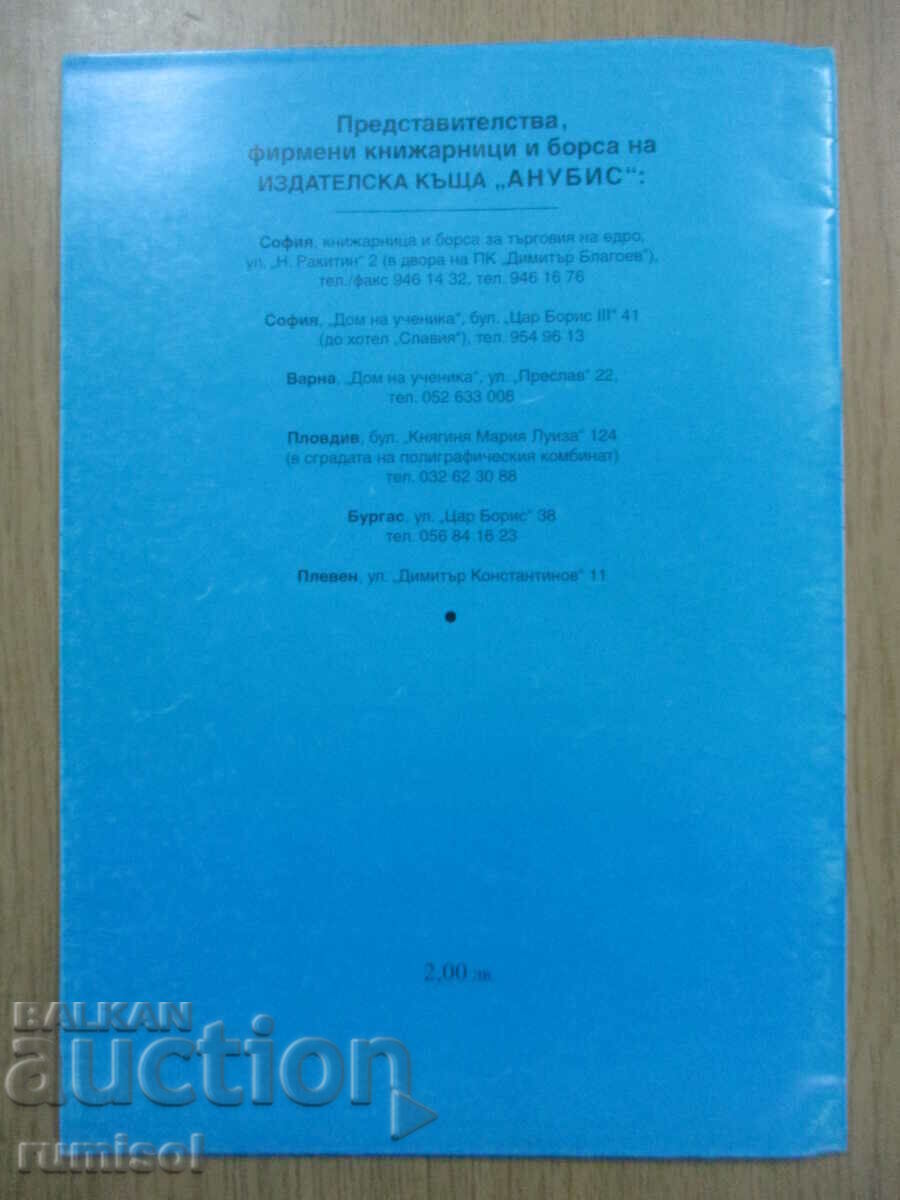 Представителства,
фирмени книжарници и борса на
ИЗДАТЕЛСКА КЪЩА „АНУБИС“:
София, книжарница и борса за търговия на едро,
ул. „Н. Ракитин“ 2 (в двора на ПК „Димитър Благоев“),
тел./факс 946 14 32, тел. 946 16 76
София, „Дом на ученика“, бул. „Цар Борис III“ 41
(до хотел „Славия“), тел. 954 96 13
Варна, „Дом на ученика“, ул. „Преслав“ 22,
тел. 052 633 006
Пловдив, бул. „Княгиня Мария Луиза“ 124
(в сградата на полиграфическия комбинат)
тел. 032 62 30 88
Бургас, ул. „Цар Борис“ 38
тел. 056 84 16 23
Плевен, ул. „Димитър Константинов“ 11
2,00 лв.
BALKAN
auction
rumisol